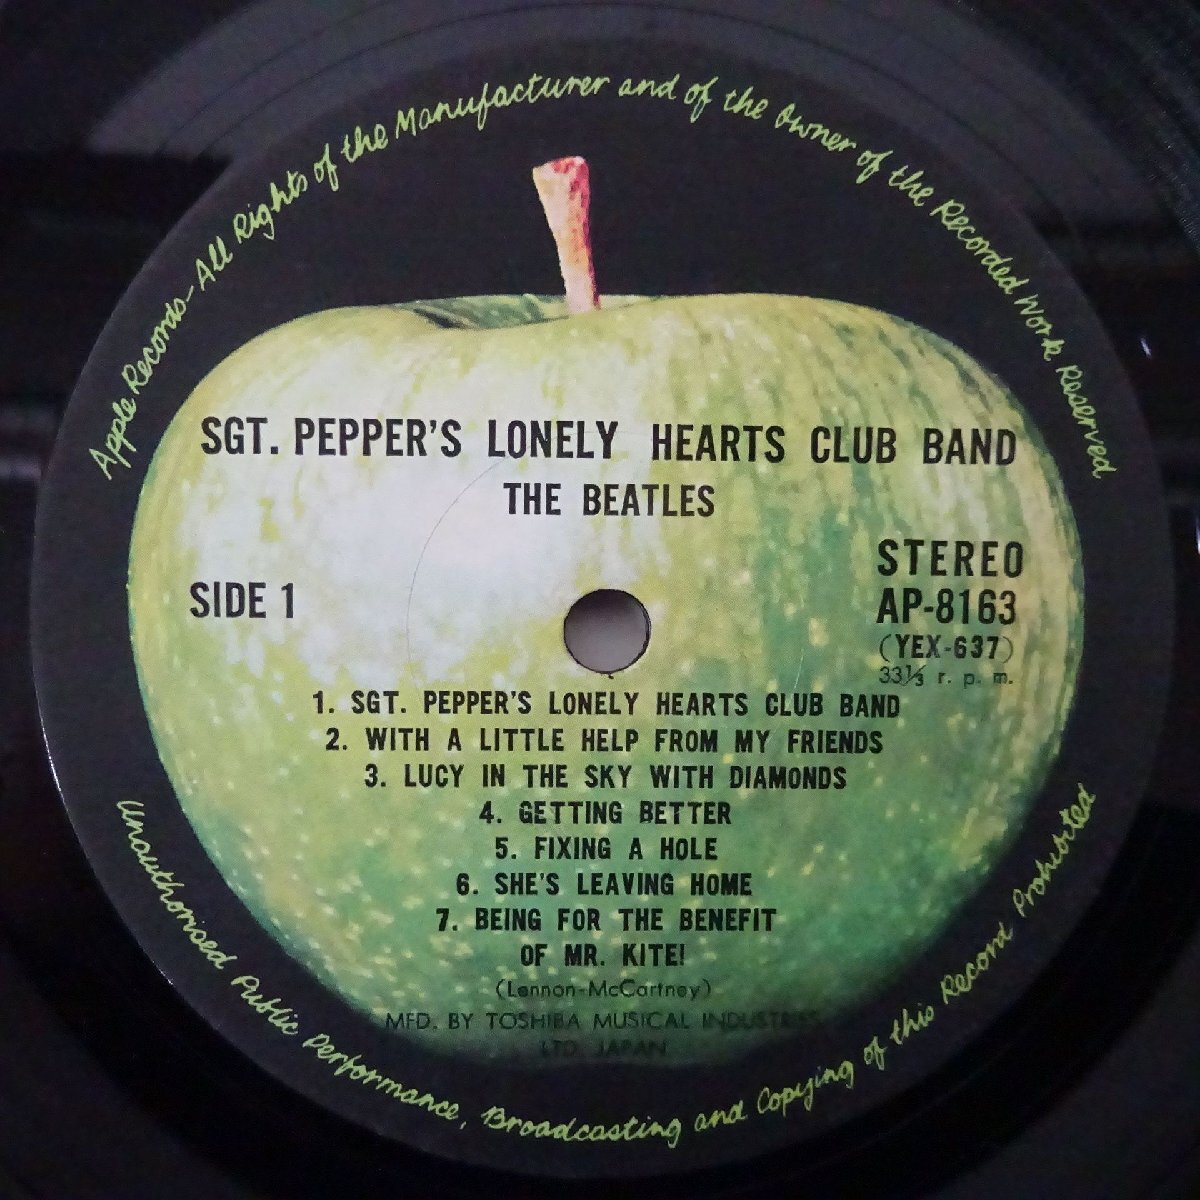 Apple Records—All Rights of the Manufacturer and of the Owner of the Recorded Work Reserved
SGT. PEPPER'S LONELY HEARTS CLUB BAND
THE BEATLES
STEREO
SIDE 1
AP-8163
(YEX-637)
33⅓ r. p. m.
1. SGT. PEPPER'S LONELY HEARTS CLUB BAND
2. WITH A LITTLE HELP FROM MY FRIENDS
3. LUCY IN THE SKY WITH DIAMONDS
4. GETTING BETTER
5. FIXING A HOLE
6. SHE'S LEAVING HOME
7. BEING FOR THE BENEFIT
OF MR. KITE!
(Lennon-McCartney)
MFD. BY TOSHIBA MUSICAL INDUSTRIES
LTD. JAPAN
Unauthorised Public Performance, Broadcasting and Copying of this Record Prohibited